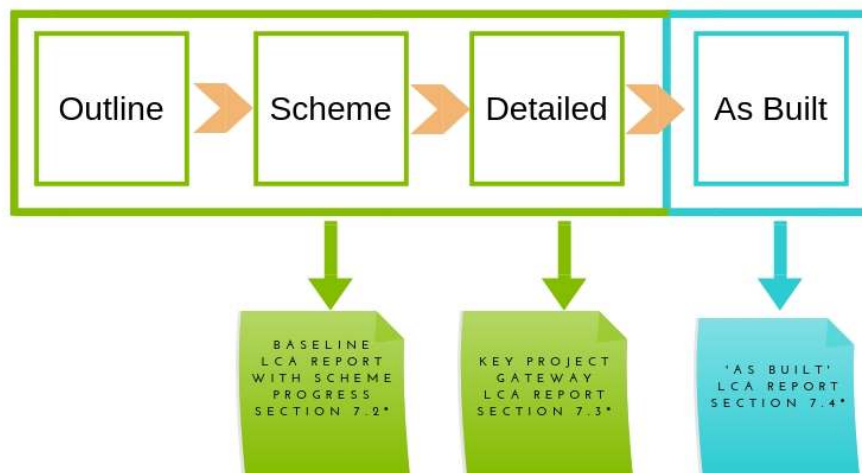 Outline
Scheme
Detailed
As Built
BASELINE
LCA REPORT
WITH SCHEME
PROGRESS
SECTION 7.2*
KEY PROJECT
GATEWAY
LCA REPORT
SECTION 7.3*
'AS BUILT'
LCA REPORT
SECTION 7.4*